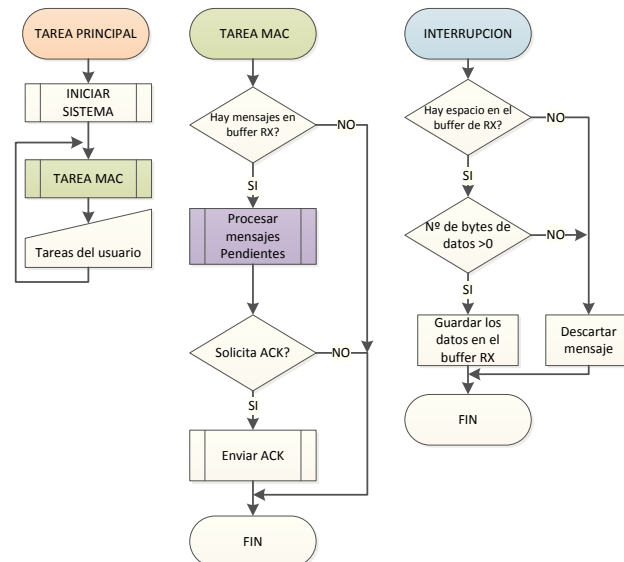 TAREA PRINCIPAL
INICIAR
SISTEMA
TAREA MAC
Tareas del usuario
TAREA MAC
Hay mensajes en
buffer RX?
NO
SI
Procesar
mensajes
Pendientes
Solicita ACK?
NO
SI
Enviar ACK
FIN
INTERRUPCION
Hay espacio en el
buffer de RX?
NO
SI
Nº de bytes de
datos >0
NO
SI
Guardar los
datos en el
buffer RX
Descartar
mensaje
FIN